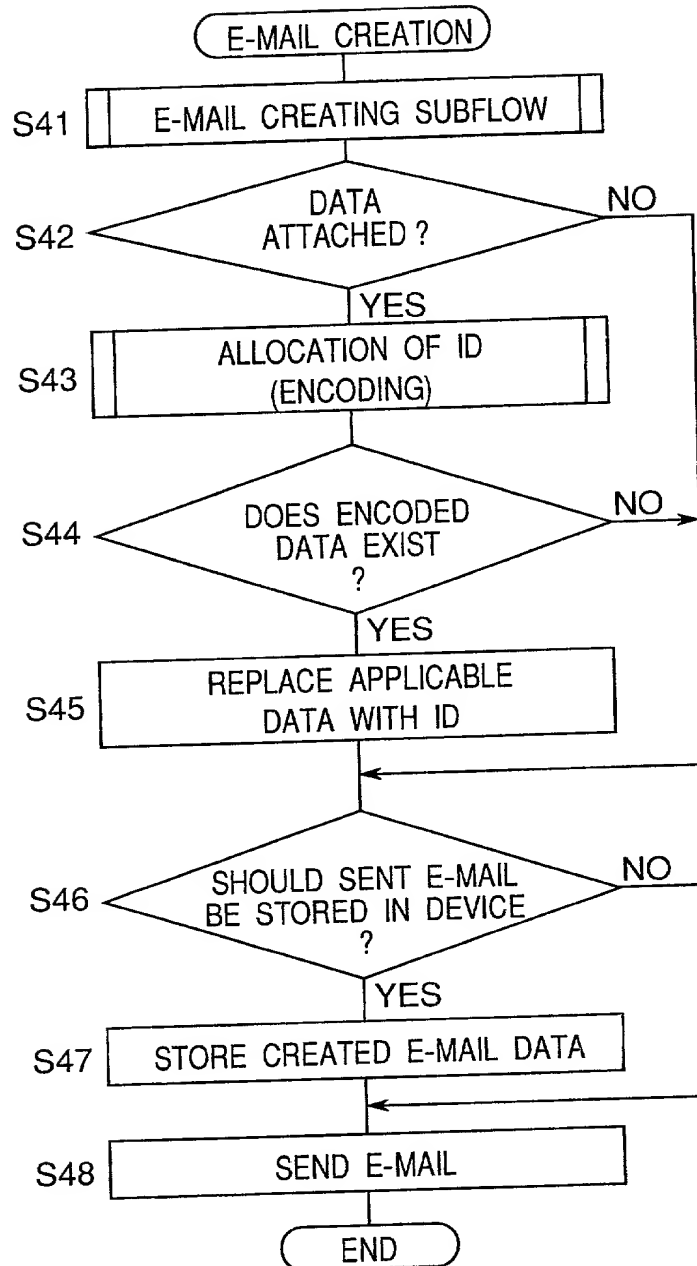 E-MAIL CREATION
S41
E-MAIL CREATING SUBFLOW
S42
DATA
ATTACHED ?
NO
YES
S43
ALLOCATION OF ID
(ENCODING)
S44
DOES ENCODED
DATA EXIST
?
NO
YES
S45
REPLACE APPLICABLE
DATA WITH ID
S46
SHOULD SENT E-MAIL
BE STORED IN DEVICE
?
NO
YES
S47
STORE CREATED E-MAIL DATA
S48
SEND E-MAIL
END